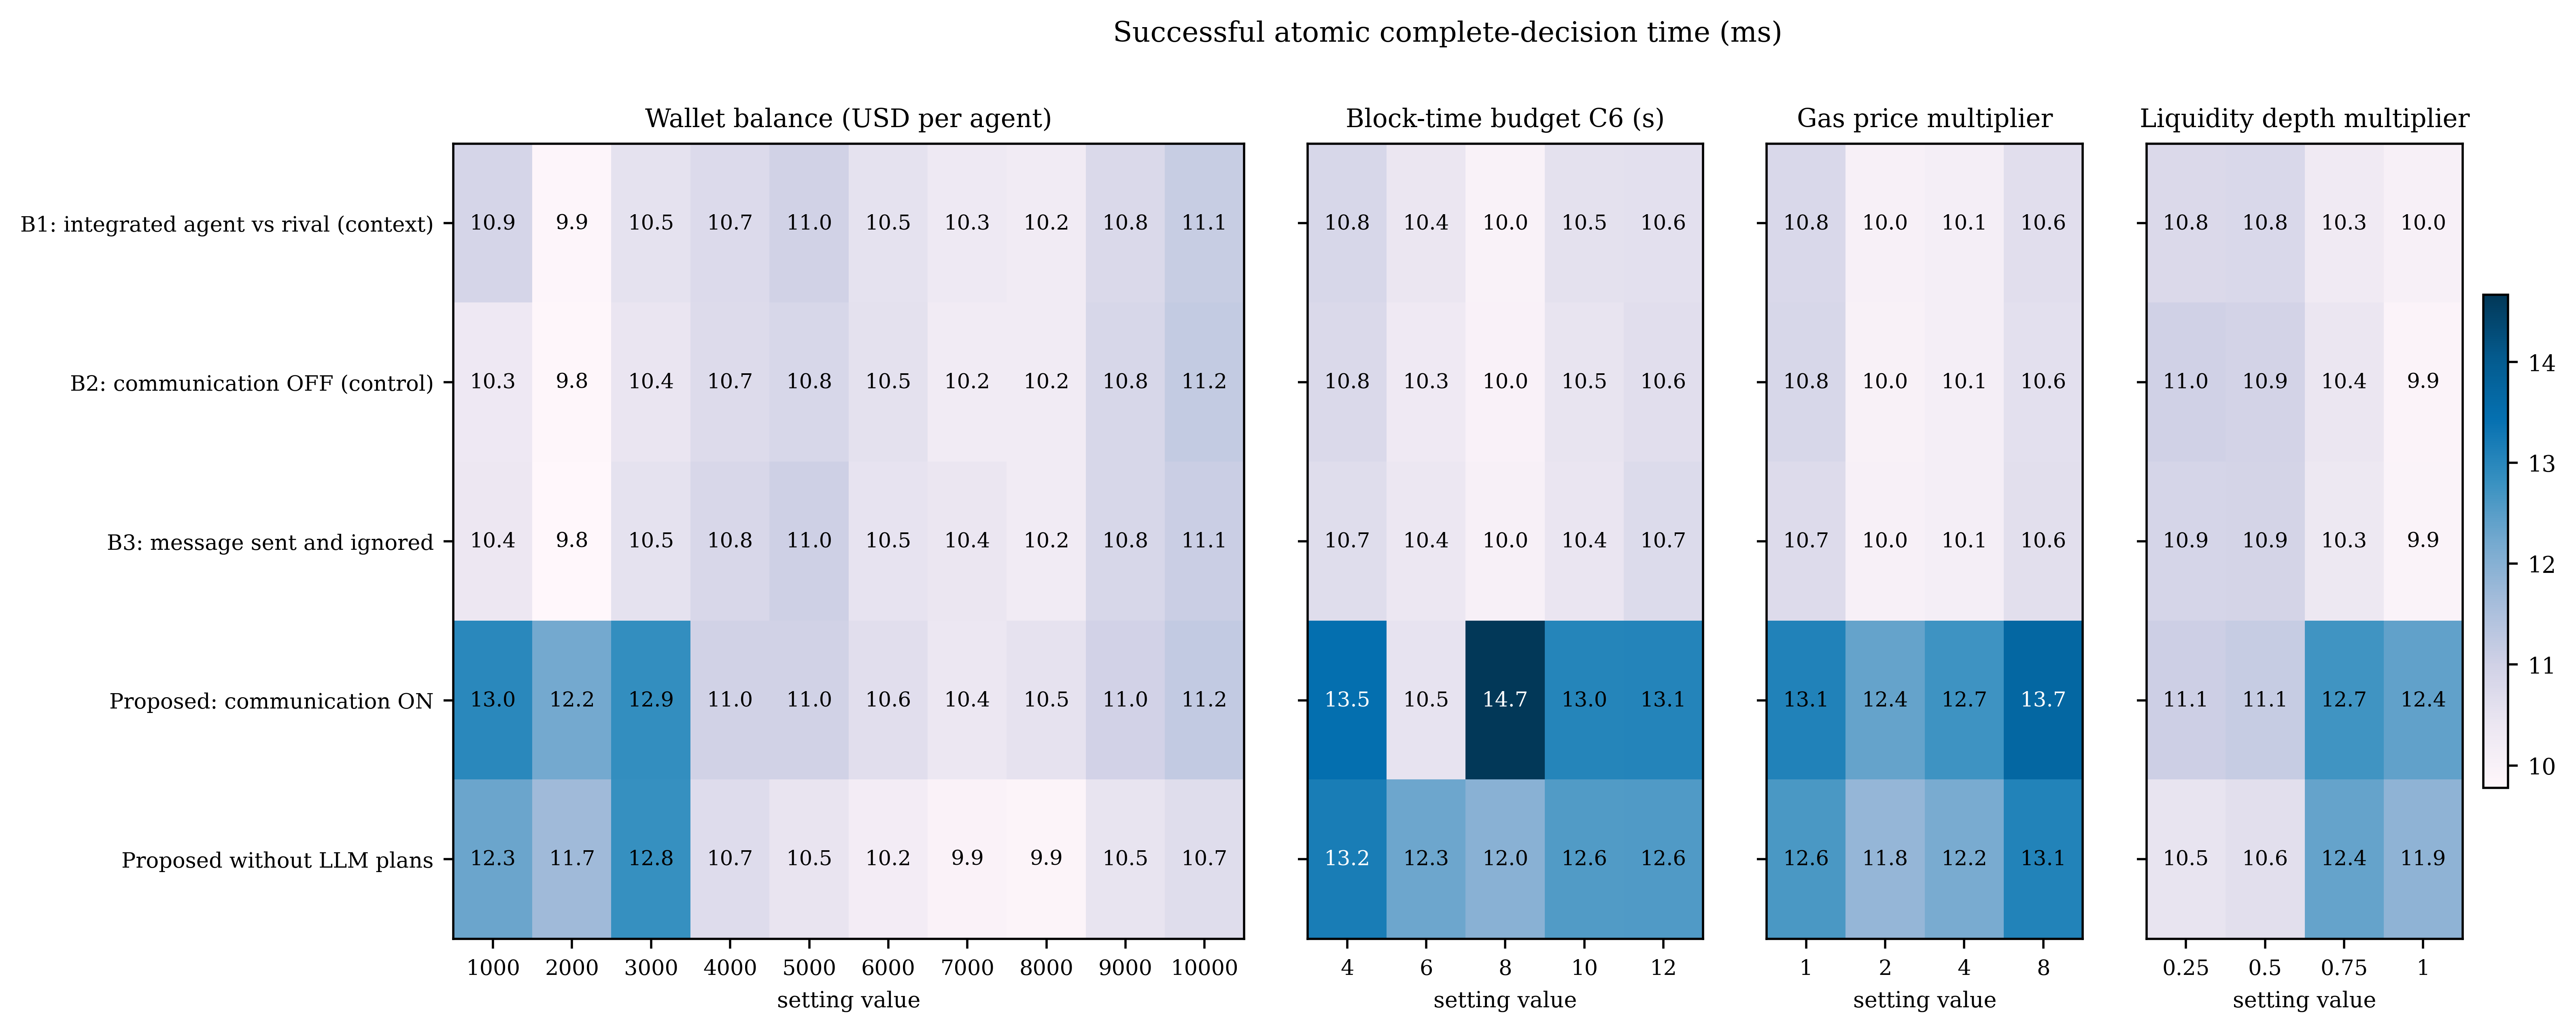 Successful atomic complete-decision time (ms)
Wallet balance (USD per agent)
Block-time budget C6 (s)
Gas price multiplier
Liquidity depth multiplier
B1: integrated agent vs rival (context)
10.9 9.9 10.5 10.7 11.0 10.5 10.3 10.2 10.8 11.1
10.8 10.4 10.0 10.5 10.6
10.8 10.0 10.1 10.6
10.8 10.8 10.3 10.0
B2: communication OFF (control)
10.3 9.8 10.4 10.7 10.8 10.5 10.2 10.2 10.8 11.2
10.8 10.3 10.0 10.5 10.6
10.8 10.0 10.1 10.6
11.0 10.9 10.4 9.9
B3: message sent and ignored
10.4 9.8 10.5 10.8 11.0 10.5 10.4 10.2 10.8 11.1
10.7 10.4 10.0 10.4 10.7
10.7 10.0 10.1 10.6
10.9 10.9 10.3 9.9
Proposed: communication ON
13.0 12.2 12.9 11.0 11.0 10.6 10.4 10.5 11.0 11.2
13.5 10.5 14.7 13.0 13.1
13.1 12.4 12.7 13.7
11.1 11.1 12.7 12.4
Proposed without LLM plans
12.3 11.7 12.8 10.7 10.5 10.2 9.9 9.9 10.5 10.7
13.2 12.3 12.0 12.6 12.6
12.6 11.8 12.2 13.1
10.5 10.6 12.4 11.9
1000 2000 3000 4000 5000 6000 7000 8000 9000 10000
4 6 8 10 12
1 2 4 8
0.25 0.5 0.75 1
setting value
setting value
setting value
setting value
14
13
12
11
10